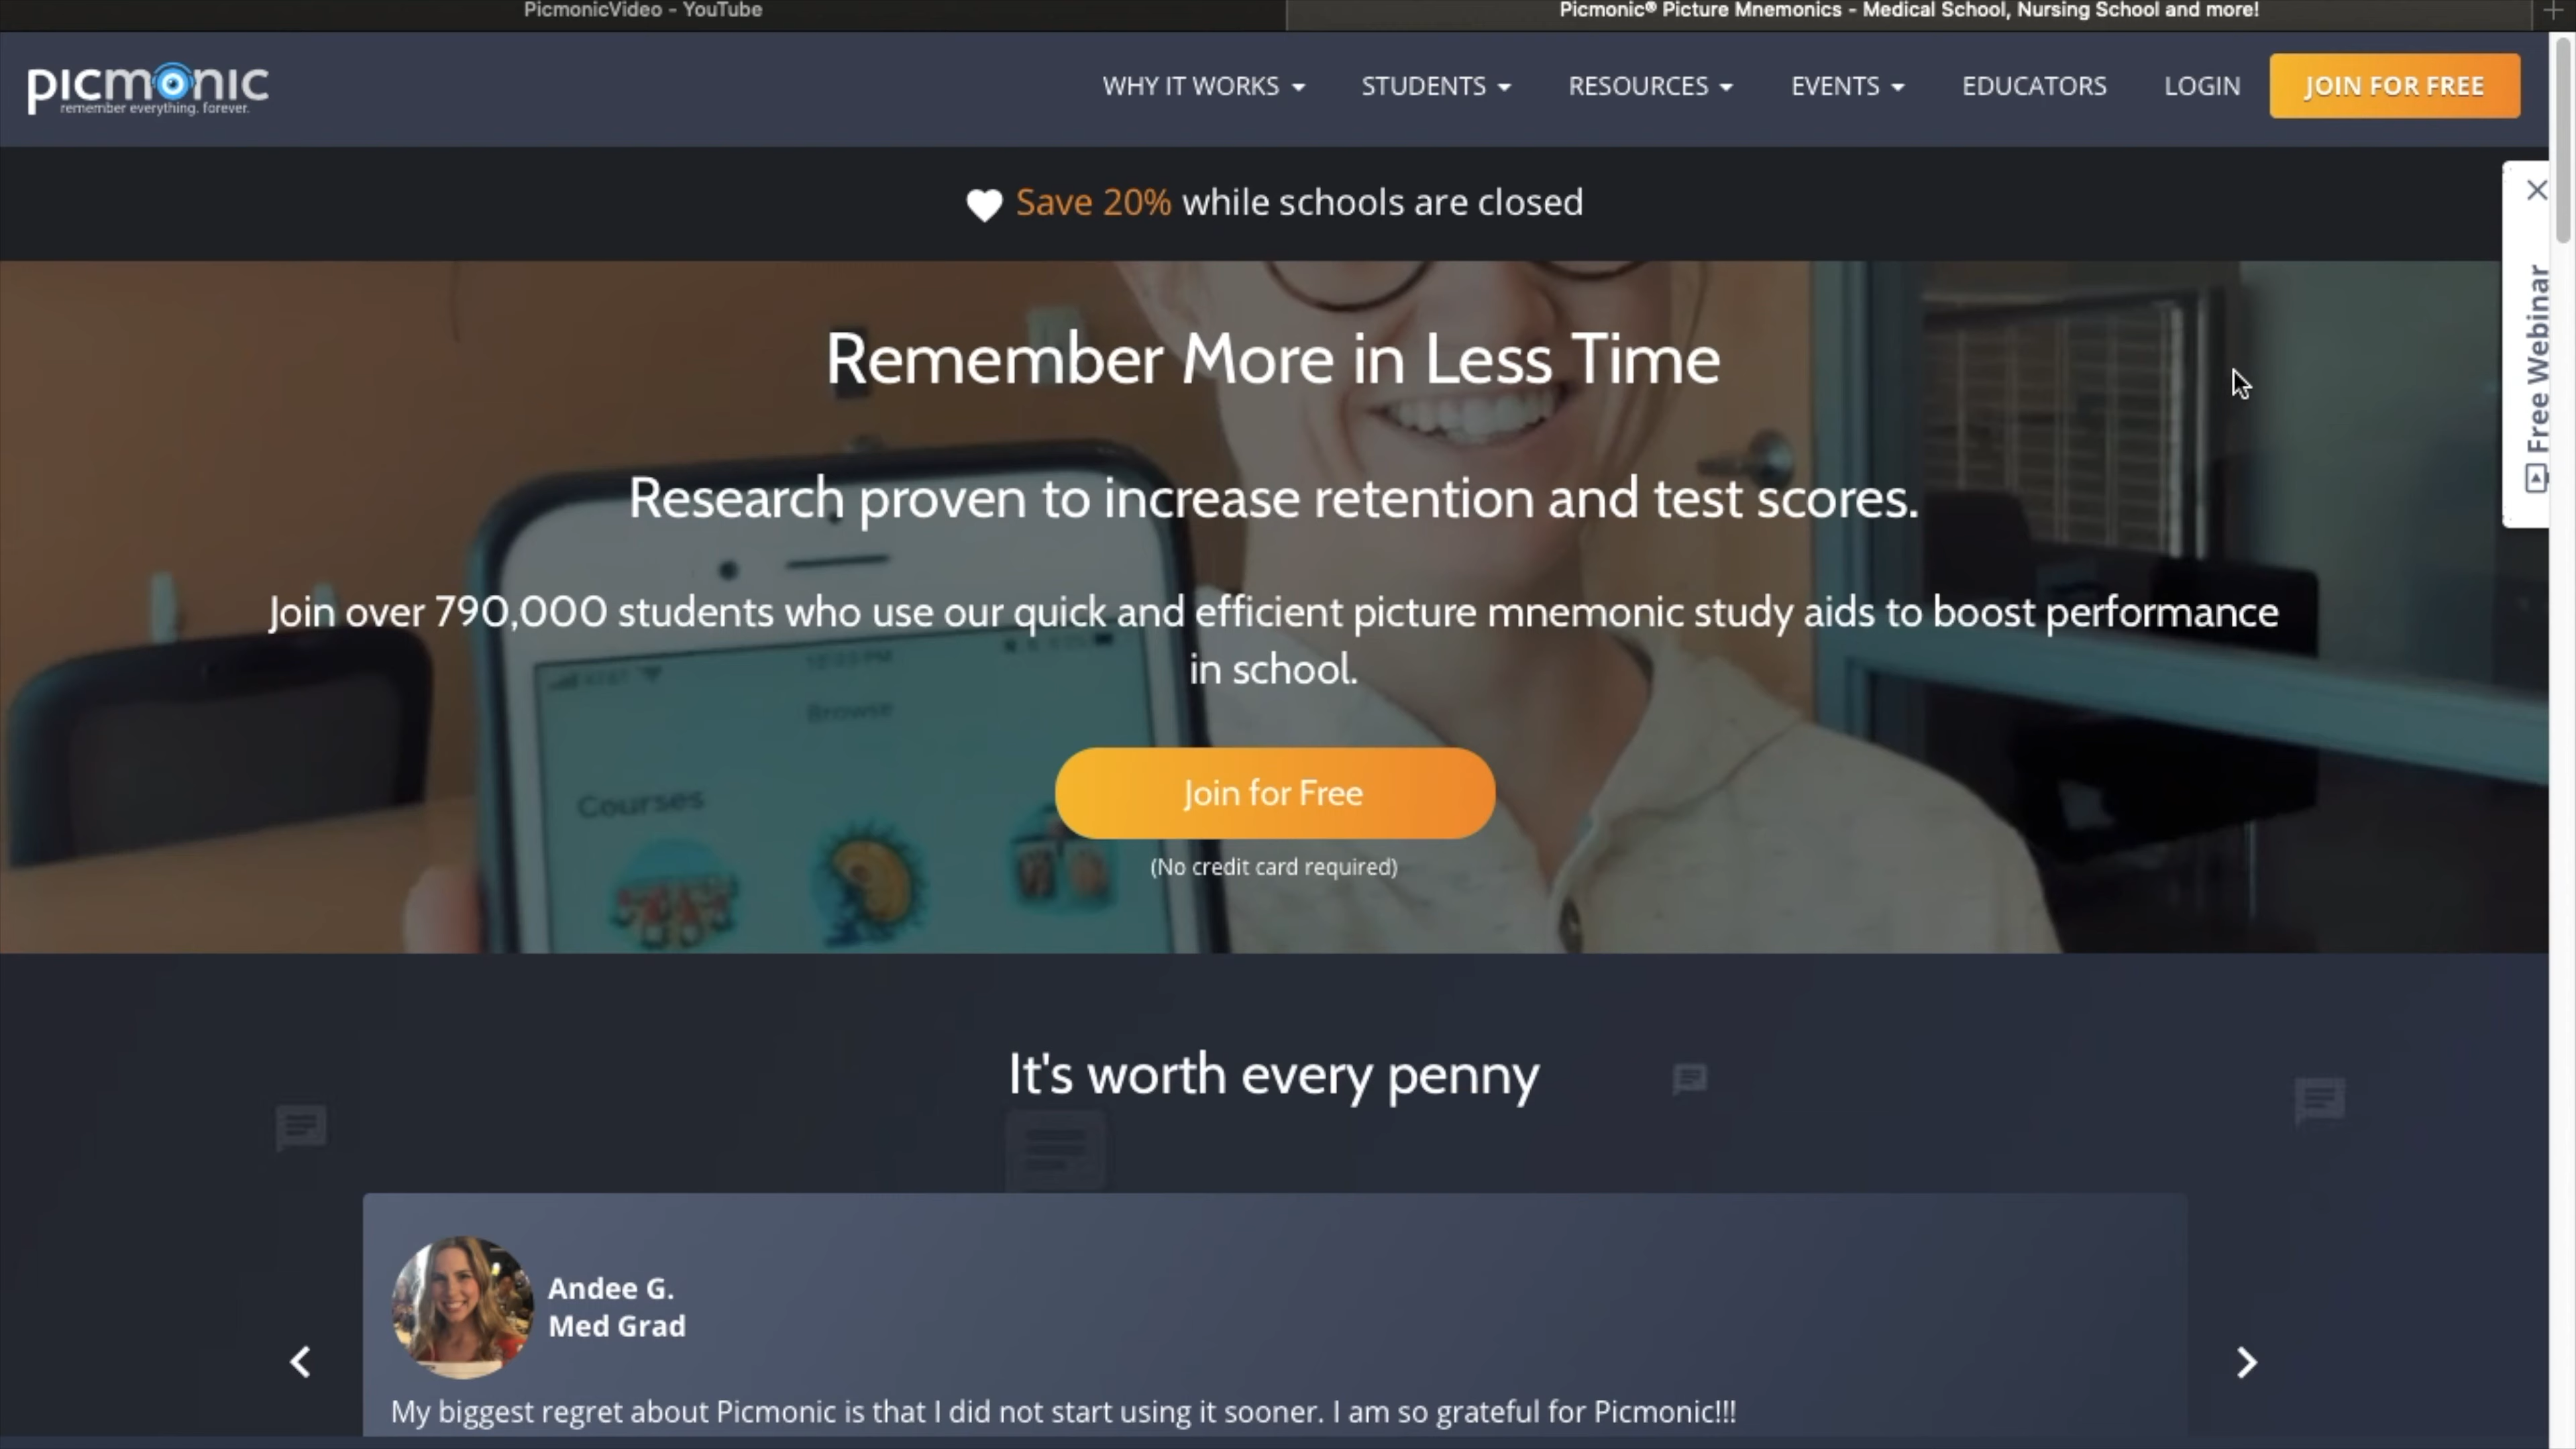 PicmonicVideo - YouTube
Picmonic® Picture Mnemonics - Medical School, Nursing School and more!
picmonic
remember everything. forever.
WHY IT WORKS
STUDENTS
RESOURCES
EVENTS
EDUCATORS
LOGIN
JOIN FOR FREE
Save 20% while schools are closed
Free Webinar
Remember More in Less Time
Research proven to increase retention and test scores.
Join over 790,000 students who use our quick and efficient picture mnemonic study aids to boost performance
in school.
12:03 PM
Browse
Courses
Join for Free
(No credit card required)
It's worth every penny
Andee G.
Med Grad
My biggest regret about Picmonic is that I did not start using it sooner. I am so grateful for Picmonic!!!